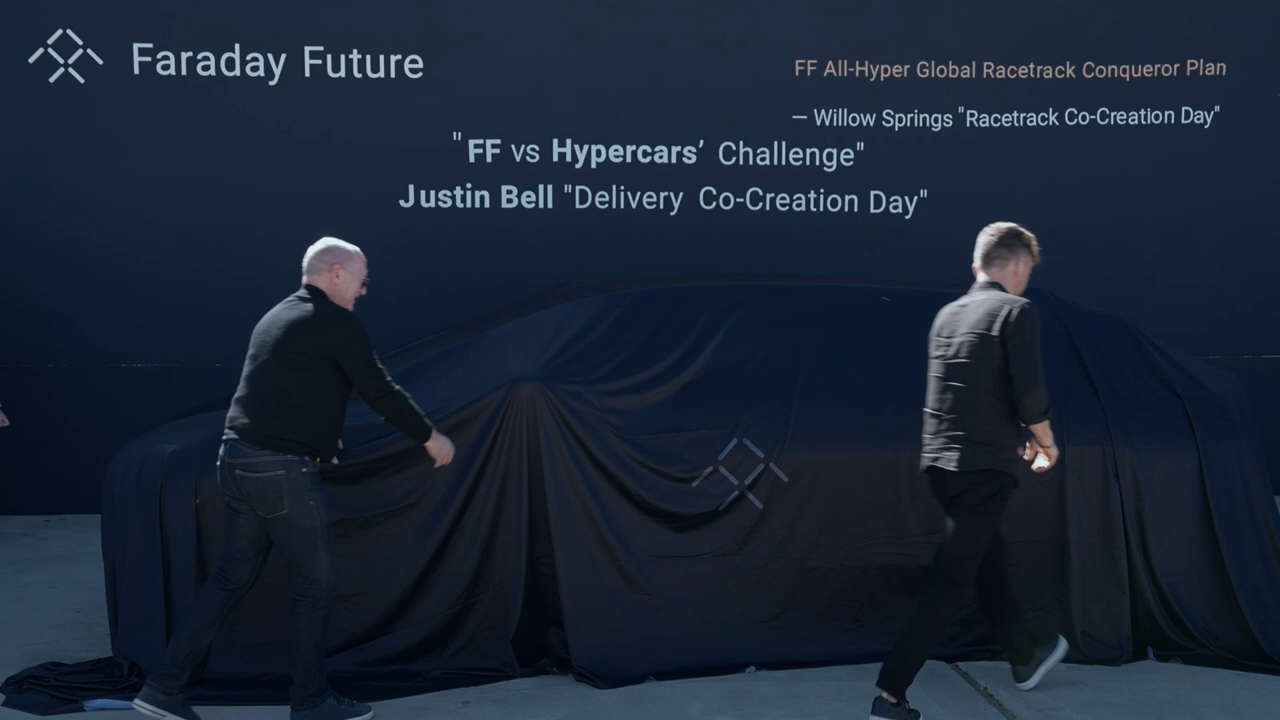 Faraday Future
FF All-Hyper Global Racetrack Conqueror Plan
— Willow Springs "Racetrack Co-Creation Day"
"FF vs Hypercars’ Challenge"
Justin Bell "Delivery Co-Creation Day"